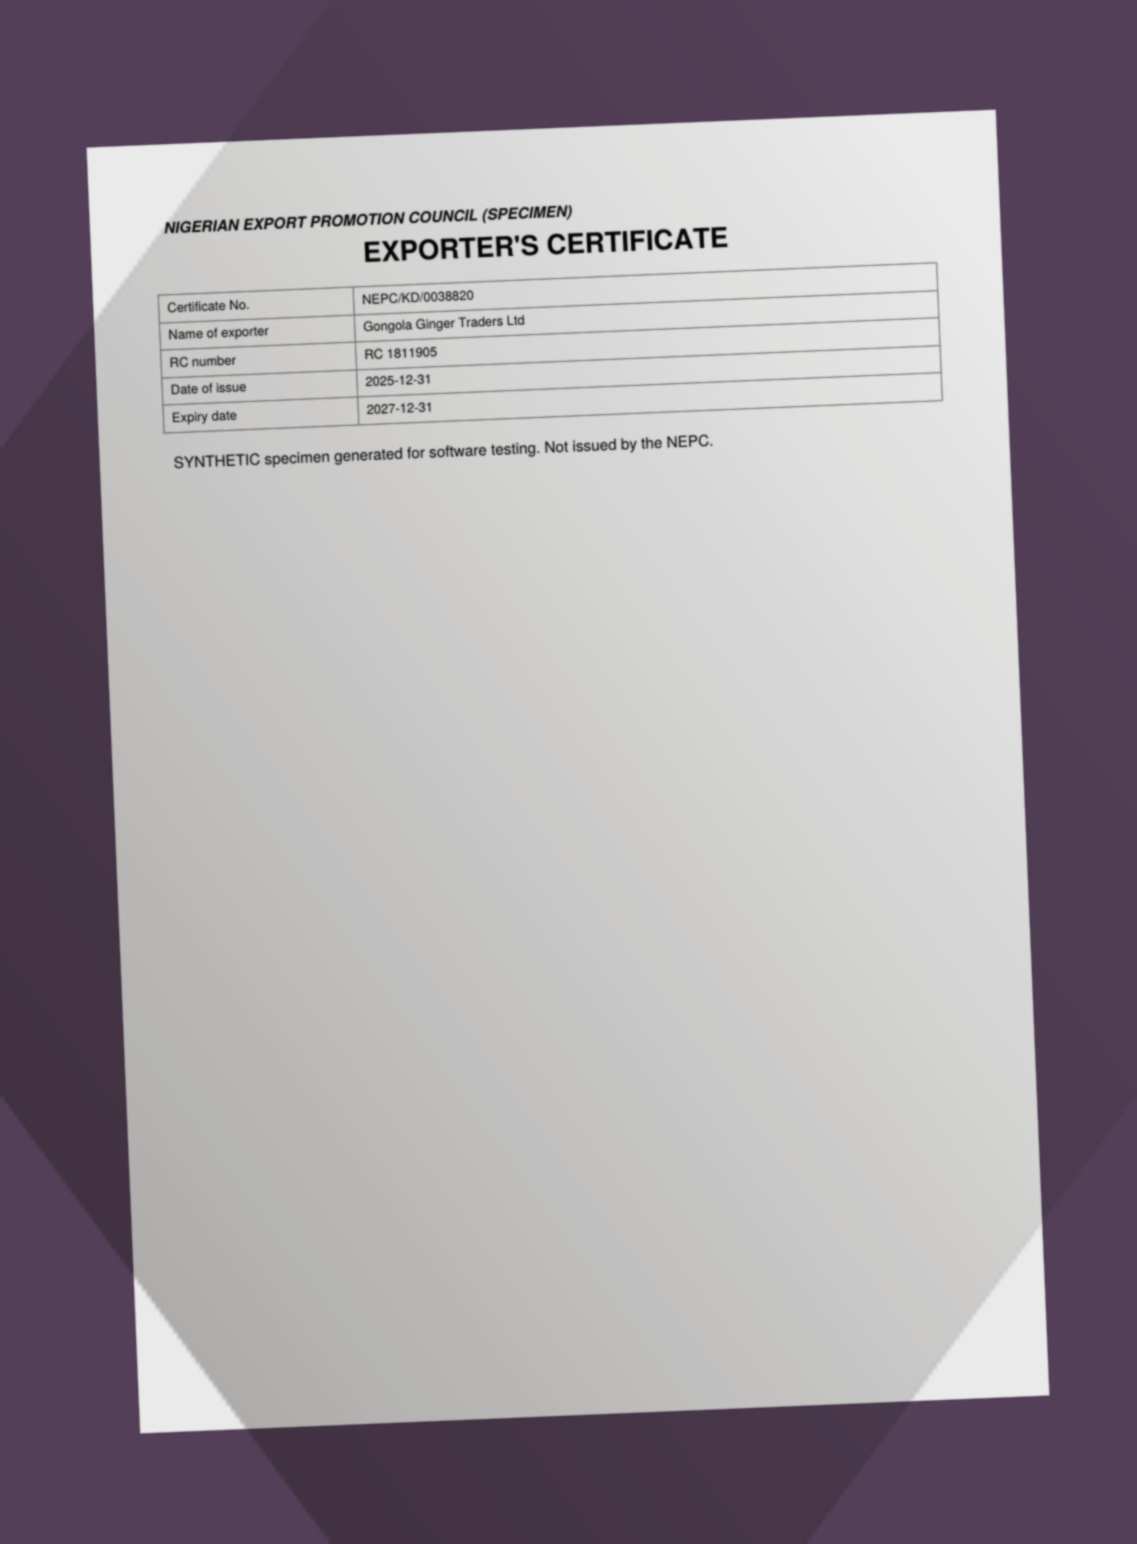 NIGERIAN EXPORT PROMOTION COUNCIL (SPECIMEN)
EXPORTER'S CERTIFICATE
Certificate No. NEPC/KD/0038820
Name of exporter Gongola Ginger Traders Ltd
RC number RC 1811905
Date of issue 2025-12-31
Expiry date 2027-12-31
SYNTHETIC specimen generated for software testing. Not issued by the NEPC.